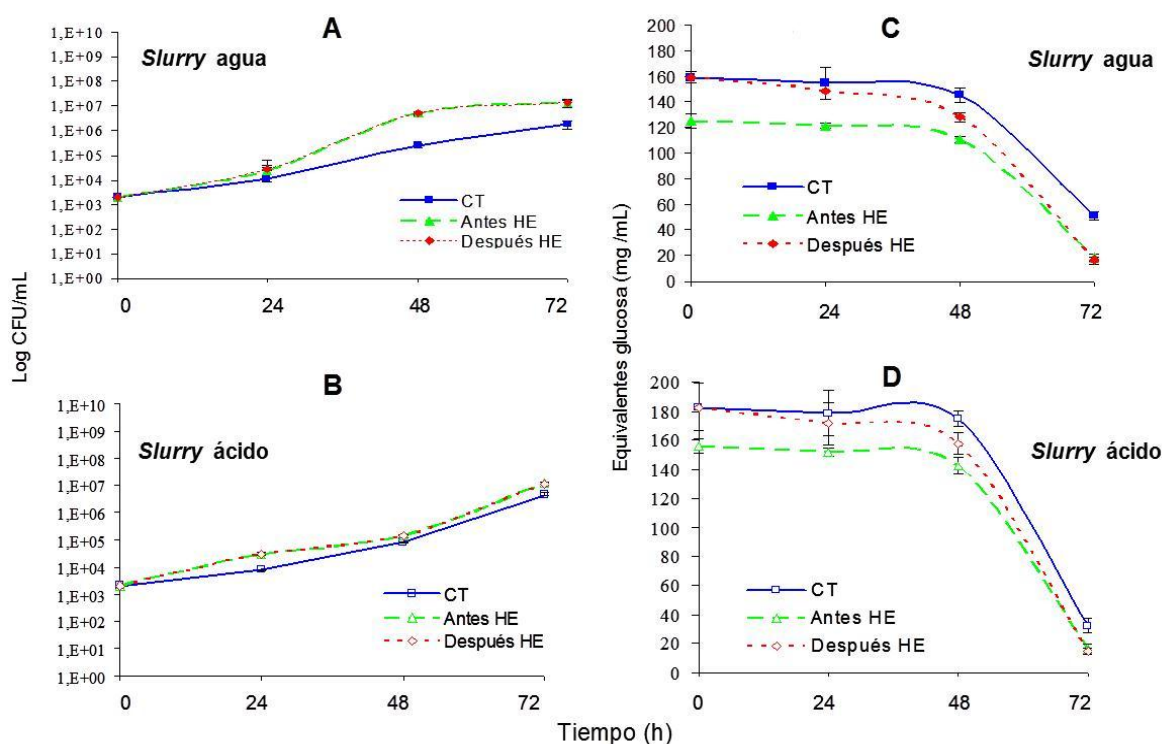 A
Slurry agua
1,E+10
1,E+09
1,E+08
1,E+07
1,E+06
1,E+05
1,E+04
1,E+03
1,E+02
1,E+01
1,E+00
CT
Antes HE
Después HE
0 24 48 72
C
Slurry agua
200
180
160
140
120
100
80
60
40
20
0
CT
Antes HE
Después HE
0 24 48 72
Log CFU/mL
Equivalentes glucosa (mg /mL)
B
Slurry ácido
1,E+10
1,E+09
1,E+08
1,E+07
1,E+06
1,E+05
1,E+04
1,E+03
1,E+02
1,E+01
1,E+00
CT
Antes HE
Después HE
0 24 48 72
D
Slurry ácido
200
180
160
140
120
100
80
60
40
20
0
CT
Antes HE
Después HE
0 24 48 72
Tiempo (h)